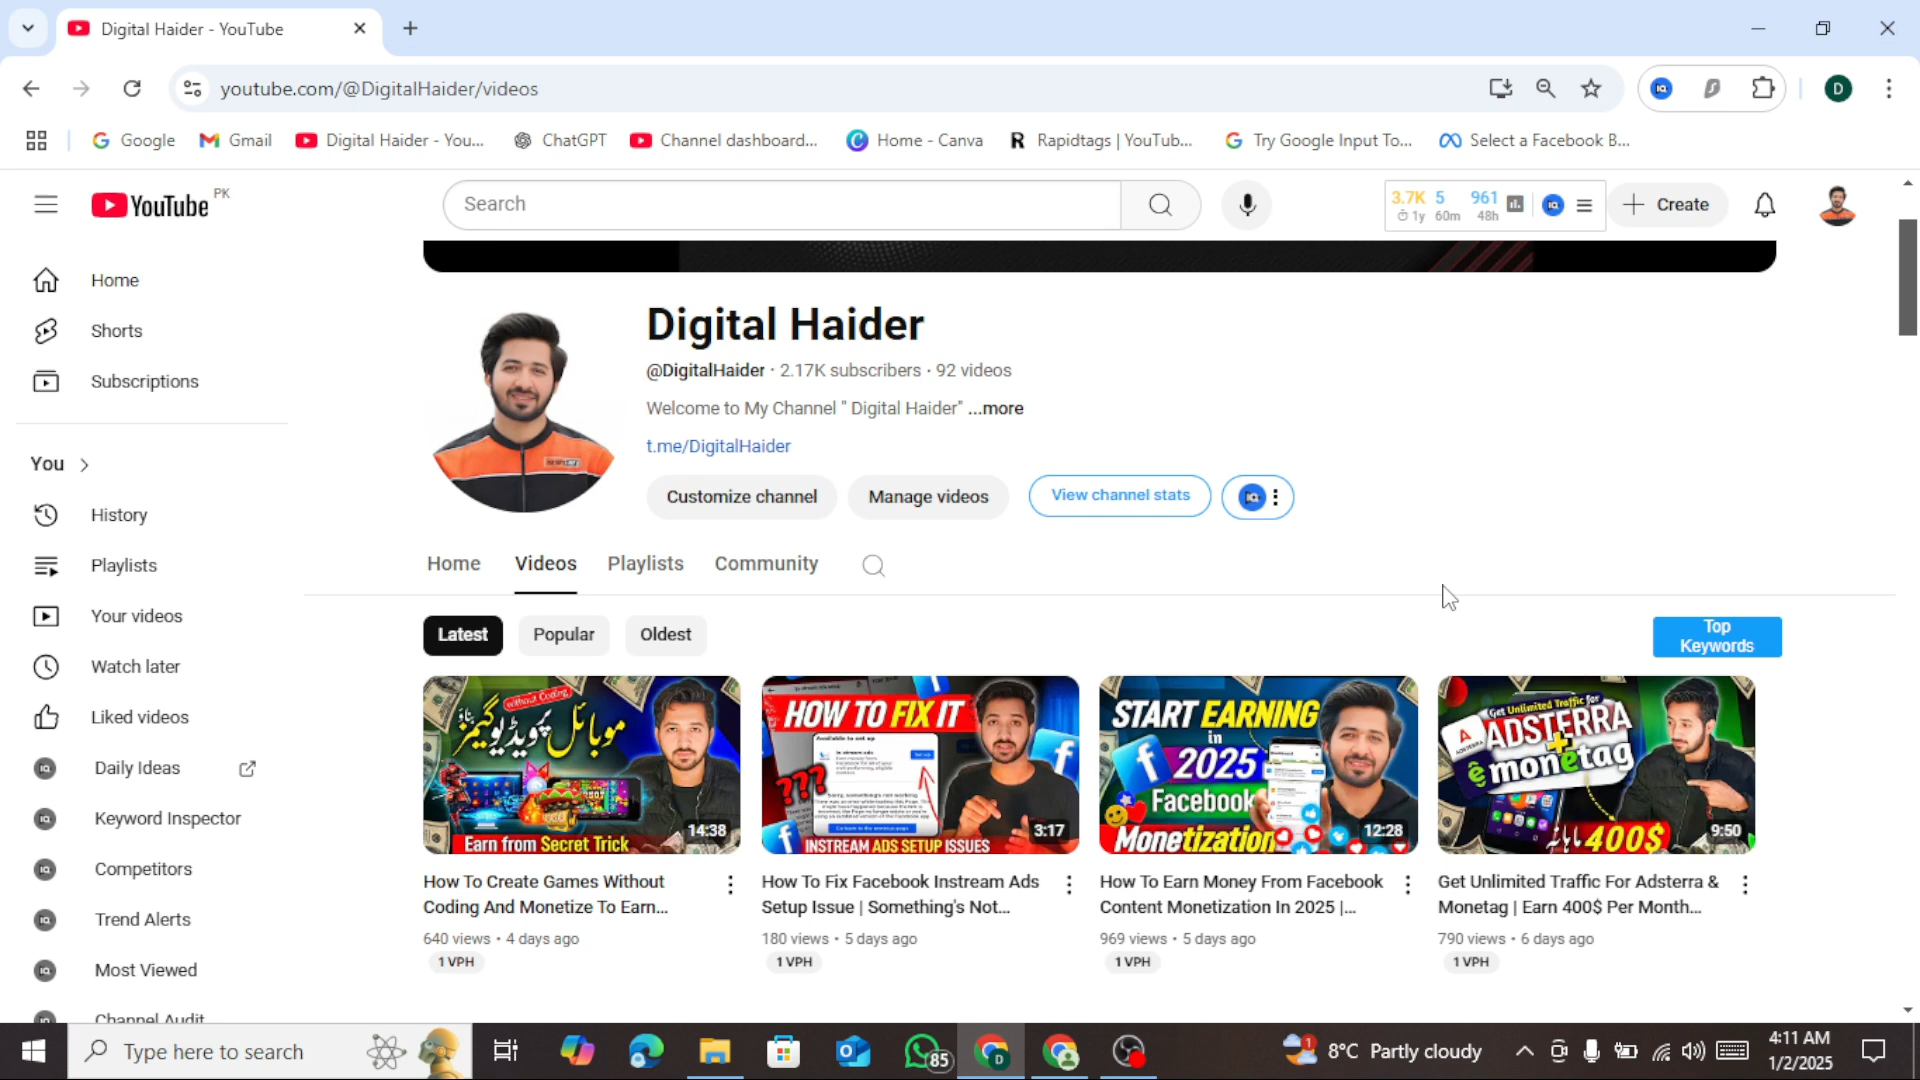 Digital Haider - YouTube
youtube.com/@DigitalHaider/videos
D
Google
Gmail
Digital Haider - You...
ChatGPT
Channel dashboard...
Home - Canva
Rapidtags | YouTub...
Try Google Input To...
Select a Facebook B...
YouTube PK
Search
3.7K 5 961
1y 60m 48h
Create
Home
Shorts
Subscriptions
You
History
Playlists
Your videos
Watch later
Liked videos
Daily Ideas
Keyword Inspector
Competitors
Trend Alerts
Most Viewed
Channel Audit
Digital Haider
@DigitalHaider · 2.17K subscribers · 92 videos
Welcome to My Channel " Digital Haider" ...more
t.me/DigitalHaider
Customize channel
Manage videos
View channel stats
Home
Videos
Playlists
Community
Latest
Popular
Oldest
Top
Keywords
without Coding
موبائل پر ویڈیو گیمز بناؤ
Earn from Secret Trick
14:38
How To Create Games Without
Coding And Monetize To Earn...
640 views • 4 days ago
1 VPH
HOW TO FIX IT
???
INSTREAM ADS SETUP ISSUES
3:17
How To Fix Facebook Instream Ads
Setup Issue | Something's Not...
180 views • 5 days ago
1 VPH
START EARNING
in
2025
Facebook
Monetization
12:28
How To Earn Money From Facebook
Content Monetization In 2025 |...
969 views • 5 days ago
1 VPH
Get Unlimited Traffic for
ADSTERRA
+
monetag
400$
9:50
Get Unlimited Traffic For Adsterra &
Monetag | Earn 400$ Per Month...
790 views • 6 days ago
1 VPH
Type here to search
85
D
1
8°C Partly cloudy
4:11 AM
1/2/2025